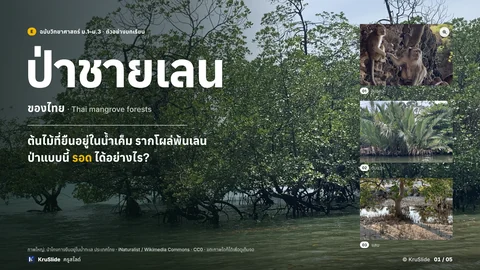 ฉบับวิทยาศาสตร์ ม.1–ม.3 · ตัวอย่างบทเรียน
ป่าชายเลน
ของไทย · Thai mangrove forests
ต้นไม้ที่ยืนอยู่ในน้ำเค็ม รากโผล่พ้นเลน
ป่าแบบนี้ รอด ได้อย่างไร?
iNaturalist / Wikimedia Commons · CC0
KruSlide ครูสไลด์
© KruSlide 01 / 05